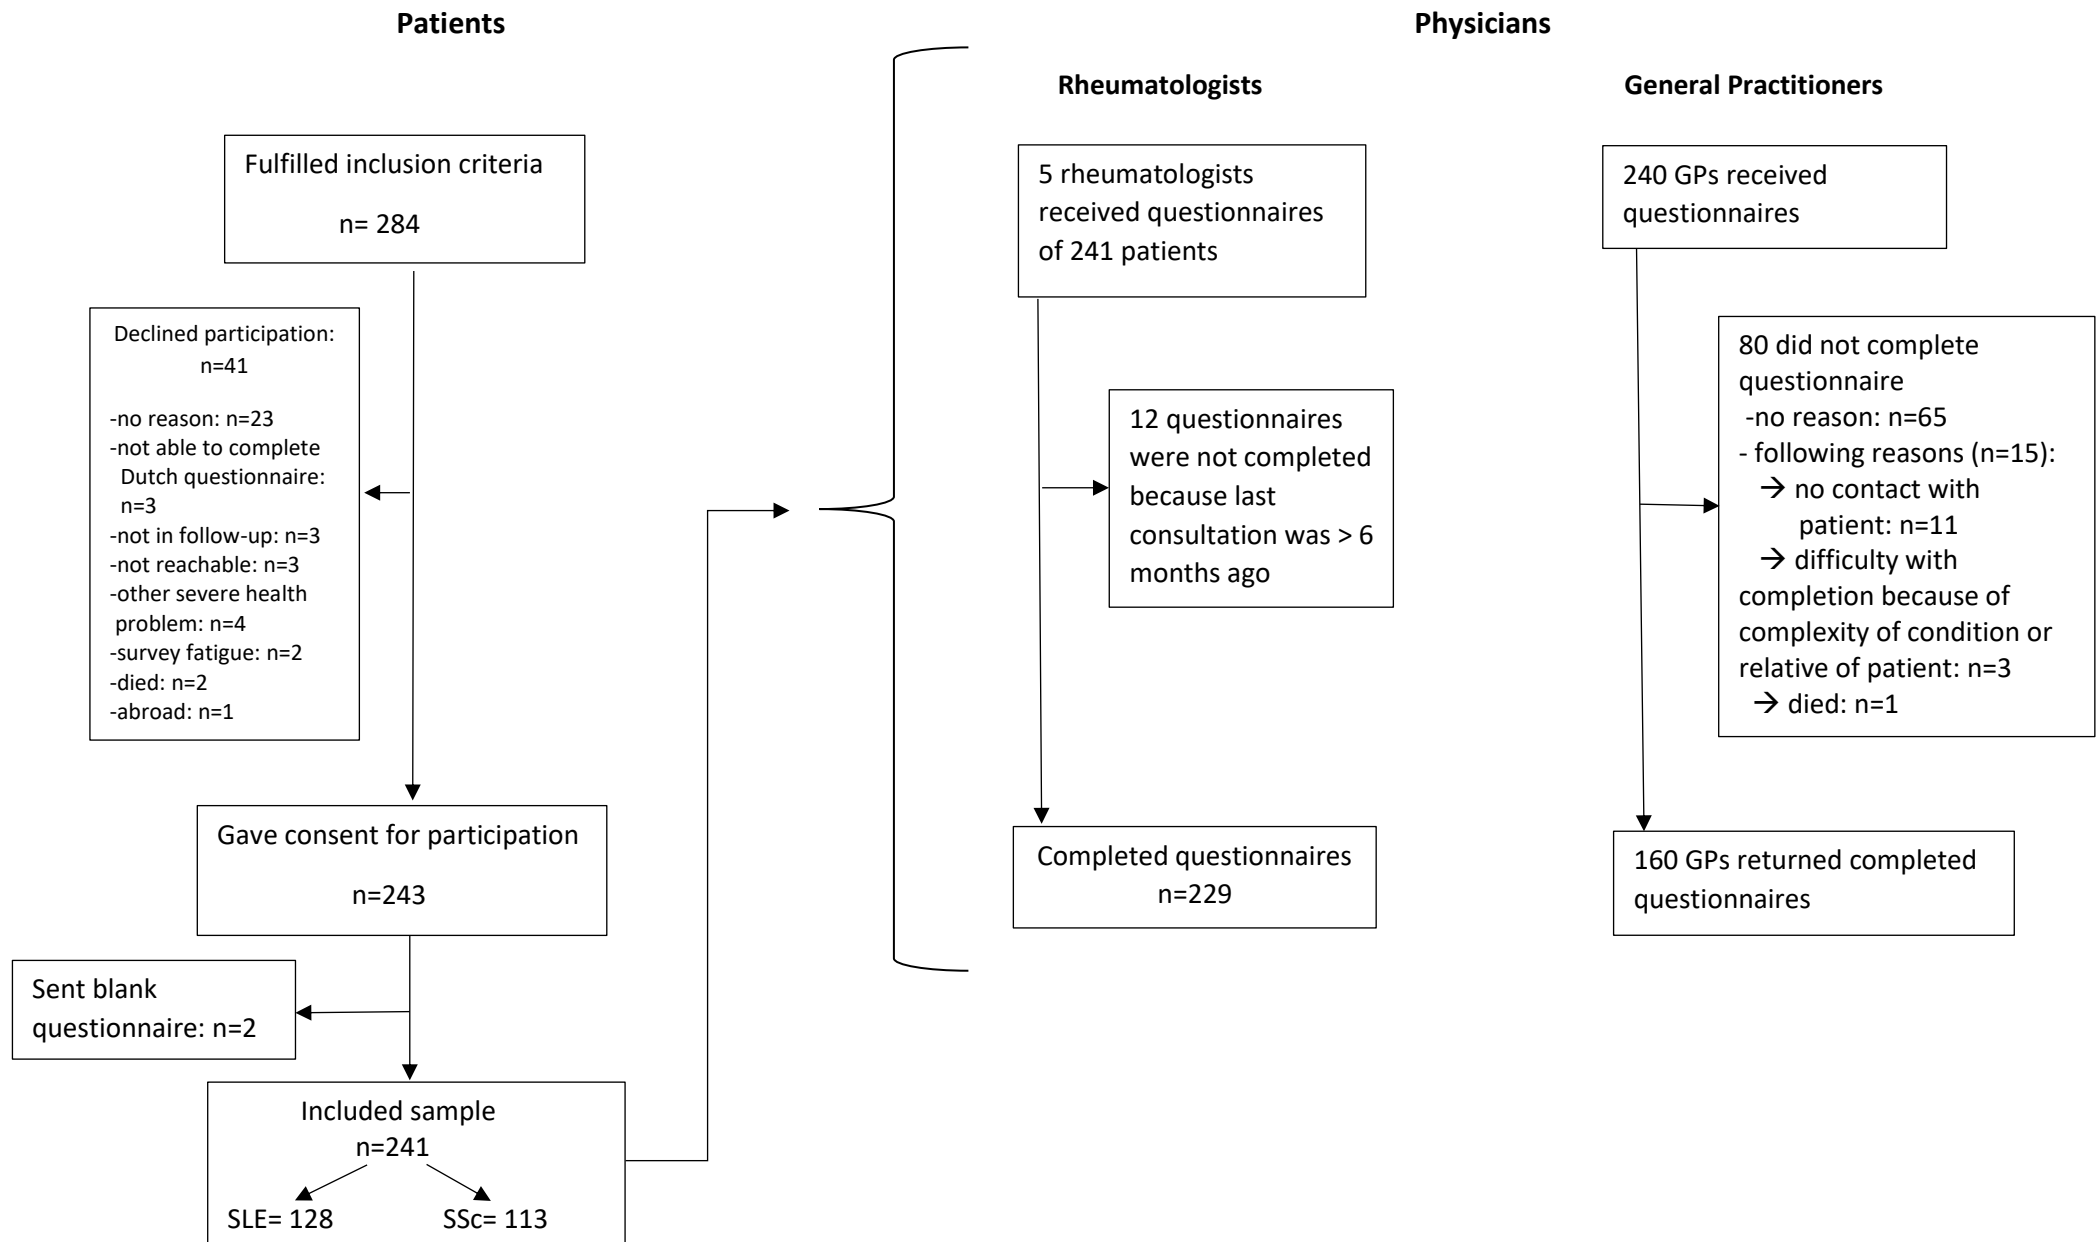 Patients
Physicians
Rheumatologists
General Practitioners
Fulfilled inclusion criteria
n= 284
Declined participation:
n=41
-no reason: n=23
-not able to complete
Dutch questionnaire:
n=3
-not in follow-up: n=3
-not reachable: n=3
-other severe health
problem: n=4
-survey fatigue: n=2
-died: n=2
-abroad: n=1
Gave consent for participation
n=243
Sent blank
questionnaire: n=2
Included sample
n=241
SLE= 128 SSc= 113
5 rheumatologists
received questionnaires
of 241 patients
12 questionnaires
were not completed
because last
consultation was > 6
months ago
Completed questionnaires
n=229
240 GPs received
questionnaires
80 did not complete
questionnaire
-no reason: n=65
- following reasons (n=15):
→ no contact with
patient: n=11
→ difficulty with
completion because of
complexity of condition or
relative of patient: n=3
→ died: n=1
160 GPs returned completed
questionnaires